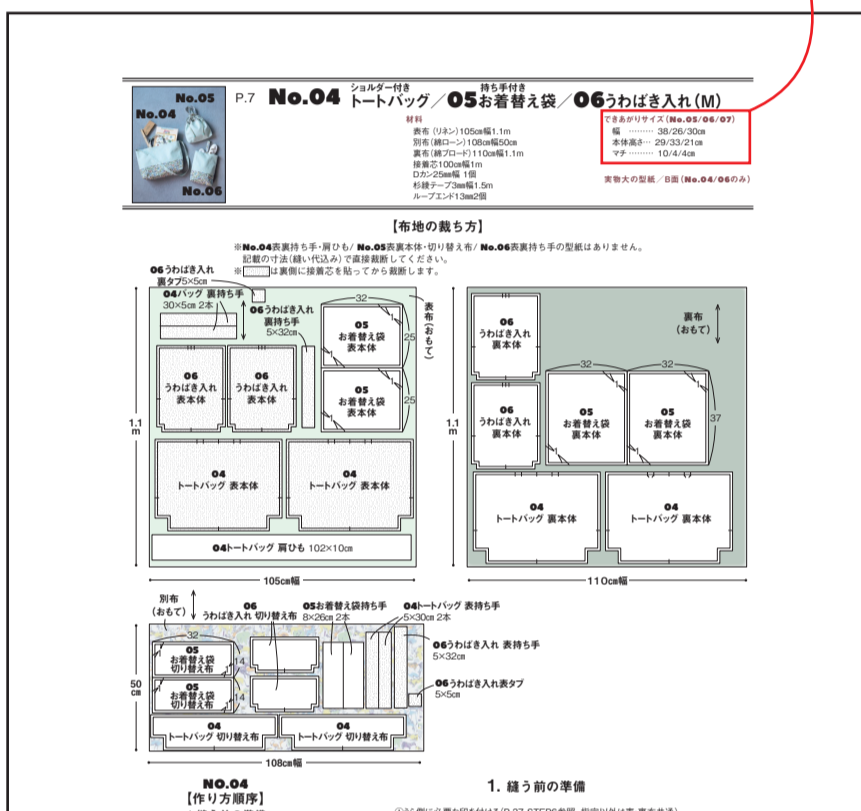 No.05
No.04
No.06
P.7 No.04 ショルダー付きトートバッグ／05 持ち手付きお着替え袋／06うわばき入れ(M)
材料
表布(リネン)105cm幅1.1m
別布(綿ローン)108cm幅50cm
裏布(綿ブロード)110cm幅1.1m
接着芯100cm幅1m
Dカン25mm幅 1個
杉綾テープ3mm幅1.5m
ループエンド13mm2個
できあがりサイズ(No.05/06/07)
幅 ……… 38/26/30cm
本体高さ… 29/33/21cm
マチ ……… 10/4/4cm
実物大の型紙／B面(No.04/06のみ)
【布地の裁ち方】
※No.04表裏持ち手・肩ひも/ No.05表裏本体・切り替え布/ No.06表裏持ち手の型紙はありません。
記載の寸法(縫い代込み)で直接裁断してください。
※ は裏側に接着芯を貼ってから裁断します。
06うわばき入れ
裏タブ5×5cm
04バッグ 裏持ち手
30×5cm 2本
06うわばき入れ
裏持ち手
5×32cm
32
05
お着替え袋
表本体
25
表布(おもて)
06
うわばき入れ
表本体
06
うわばき入れ
表本体
05
お着替え袋
表本体
25
1.1m
04
トートバッグ 表本体
04
トートバッグ 表本体
04トートバッグ 肩ひも 102×10cm
105cm幅
06
うわばき入れ
裏本体
裏布
(おもて)
32
32
06
うわばき入れ
裏本体
05
お着替え袋
裏本体
05
お着替え袋
裏本体
37
1.1m
04
トートバッグ 裏本体
04
トートバッグ 裏本体
110cm幅
別布
(おもて)
06
うわばき入れ 切り替え布
05お着替え袋持ち手
8×26cm 2本
04トートバッグ 表持ち手
5×30cm 2本
32
05
お着替え袋
切り替え布
14
05
お着替え袋
切り替え布
14
06うわばき入れ 表持ち手
5×32cm
06うわばき入れ表タブ
5×5cm
50cm
04
トートバッグ 切り替え布
04
トートバッグ 切り替え布
108cm幅
NO.04
【作り方順序】
1. 縫う前の準備